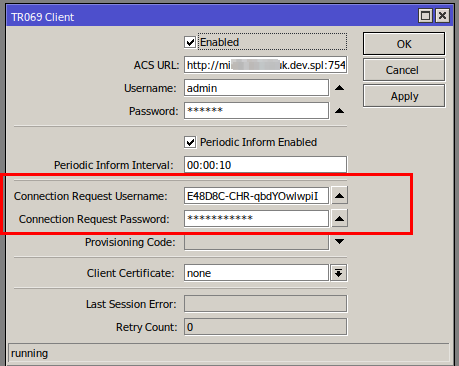 TR069 Client
Enabled
OK
ACS URL: http://mi k.dev.spl:754
Cancel
Username: admin
Apply
Password: ******
Periodic Inform Enabled
Periodic Inform Interval: 00:00:10
Connection Request Username: E48D8C-CHR-qbdYOwlwpiI
Connection Request Password: ***********
Provisioning Code:
Client Certificate: none
Last Session Error:
Retry Count: 0
running